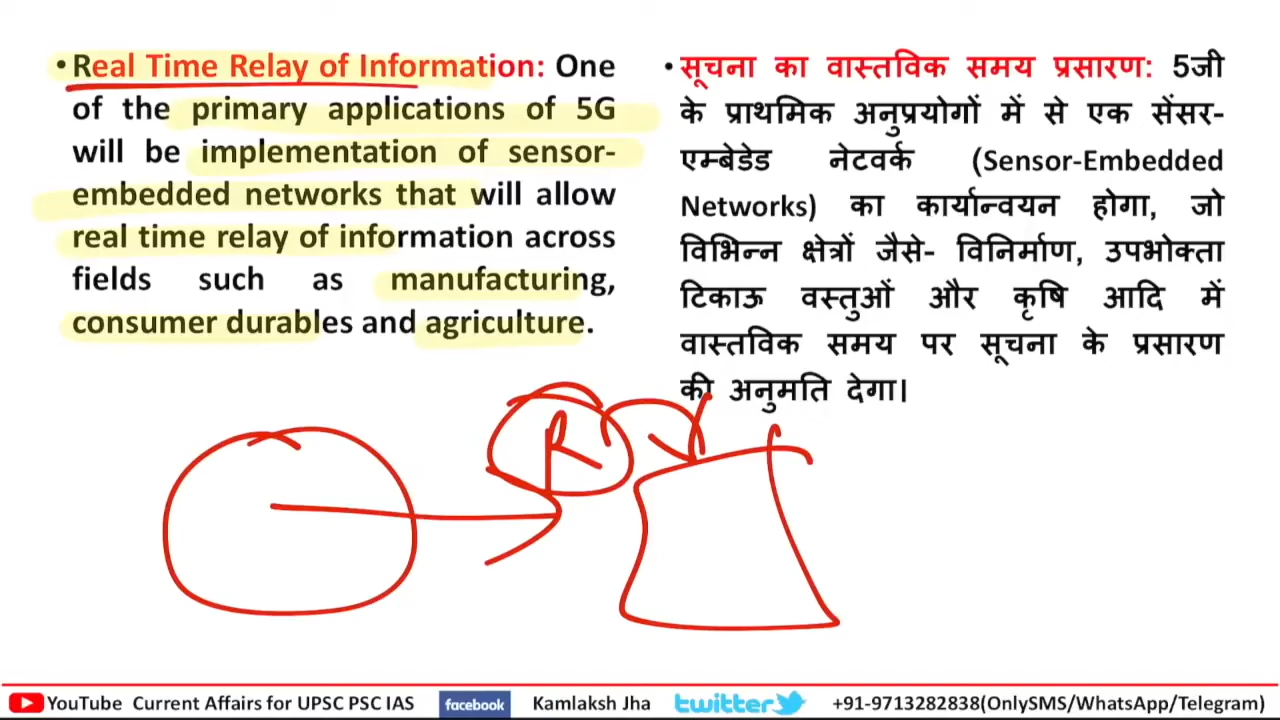 • Real Time Relay of Information: One
of the primary applications of 5G
will be implementation of sensor-
embedded networks that will allow
real time relay of information across
fields such as manufacturing,
consumer durables and agriculture.
• सूचना का वास्तविक समय प्रसारण: 5जी
के प्राथमिक अनुप्रयोगों में से एक सेंसर-
एम्बेडेड नेटवर्क (Sensor-Embedded
Networks) का कार्यान्वयन होगा, जो
विभिन्न क्षेत्रों जैसे- विनिर्माण, उपभोक्ता
टिकाऊ वस्तुओं और कृषि आदि में
वास्तविक समय पर सूचना के प्रसारण
की अनुमति देगा।
R
YouTube Current Affairs for UPSC PSC IAS facebook Kamlaksh Jha twitter +91-9713282838(OnlySMS/WhatsApp/Telegram)